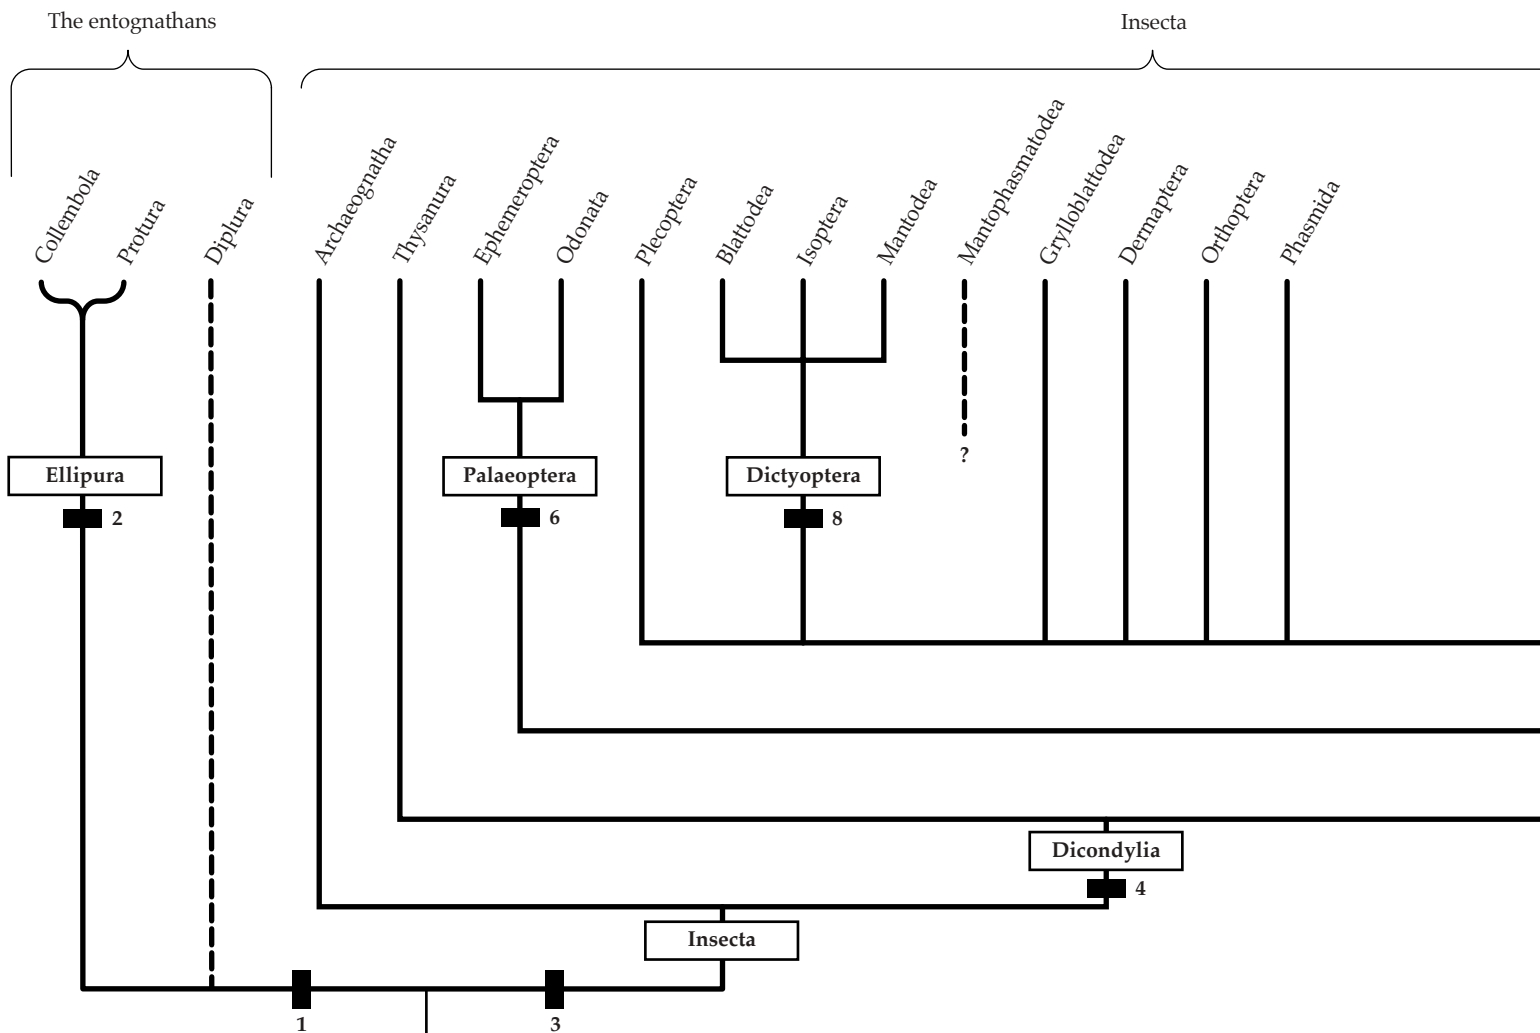 The entognathans
Insecta
Collembola
Protura
Diplura
Archaeognatha
Thysanura
Ephemeroptera
Odonata
Plecoptera
Blattodea
Isoptera
Mantodea
Mantophasmatodea
Grylloblattodea
Dermaptera
Orthoptera
Phasmida
?
Ellipura
Palaeoptera
Dictyoptera
2
6
8
Dicondylia
4
Insecta
1
3